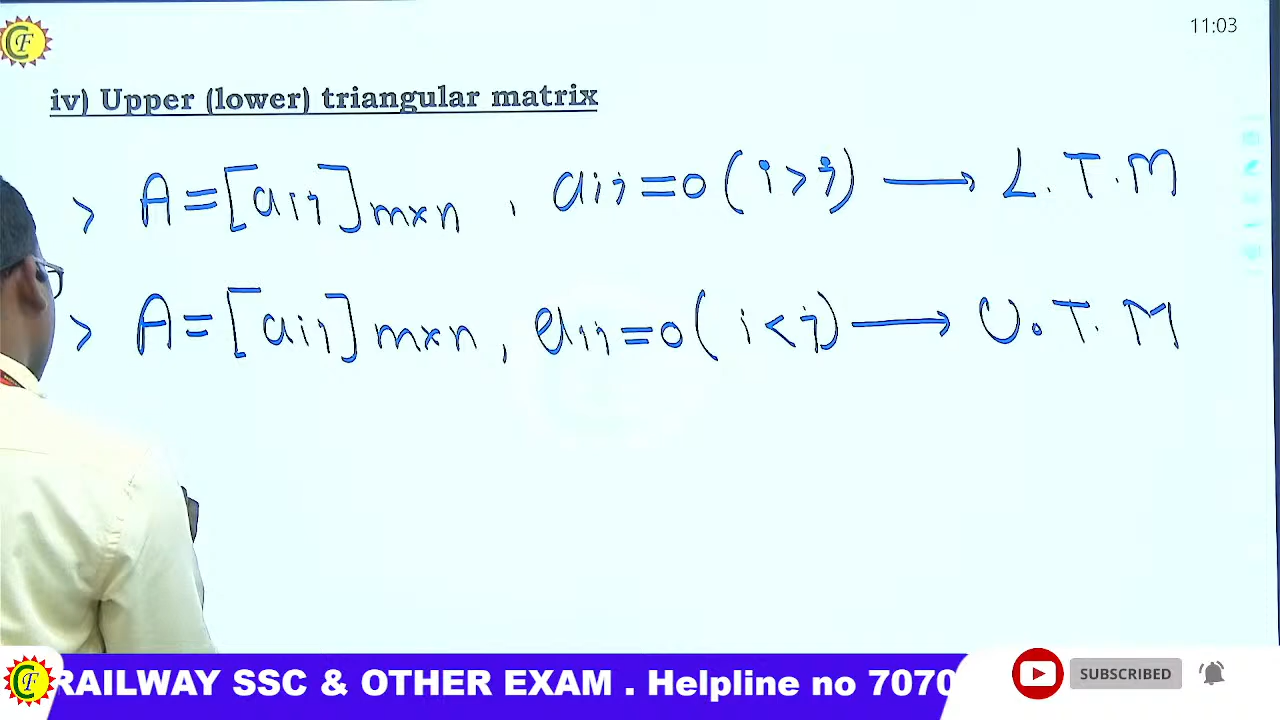 11:03
iv) Upper (lower) triangular matrix
> A = [aij]m×n , aij = 0 (i > j) ⟶ L.T.M
> A = [aij]m×n , aij = 0 (i < j) ⟶ U.T.M
RAILWAY SSC & OTHER EXAM . Helpline no 7070
SUBSCRIBED